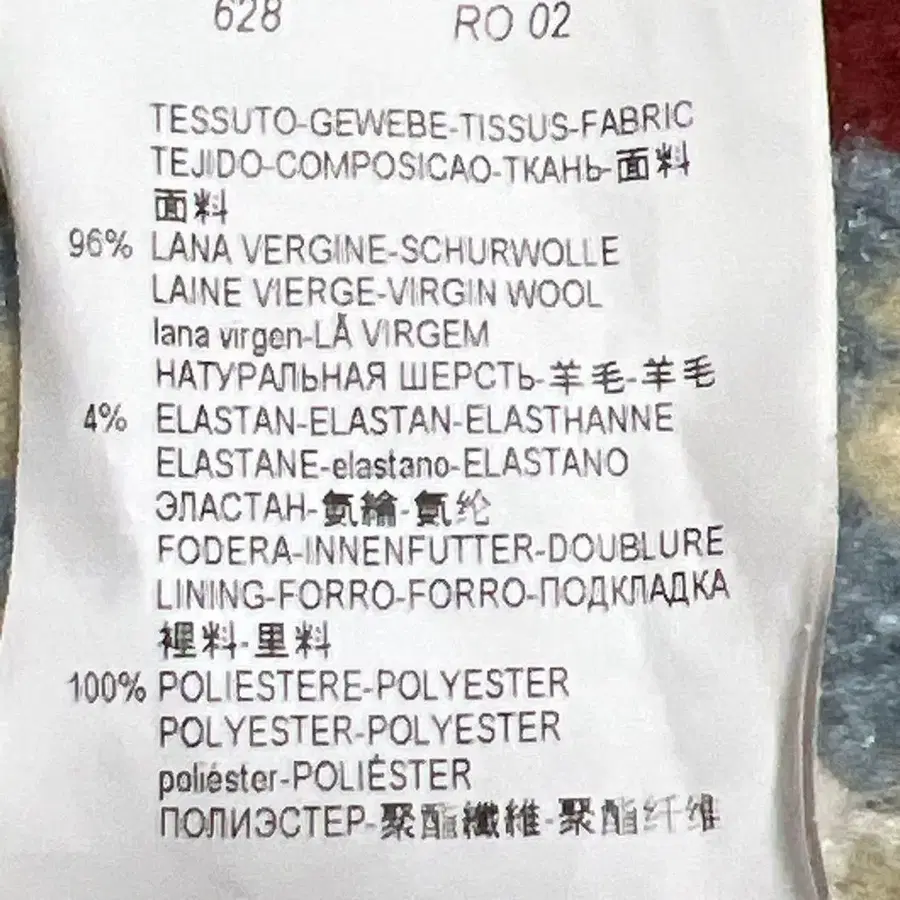 628 RO 02
TESSUTO-GEWEBE-TISSUS-FABRIC
TEJIDO-COMPOSICAO-ТКАНЬ-面料
面料
96% LANA VERGINE-SCHURWOLLE
LAINE VIERGE-VIRGIN WOOL
lana virgen-LÃ VIRGEM
НАТУРАЛЬНАЯ ШЕРСТЬ-羊毛-羊毛
4% ELASTAN-ELASTAN-ELASTHANNE
ELASTANE-elastano-ELASTANO
ЭЛАСТАН-氨綸-氨纶
FODERA-INNENFUTTER-DOUBLURE
LINING-FORRO-FORRO-ПОДКЛАДКА
裡料-里料
100% POLIESTERE-POLYESTER
POLYESTER-POLYESTER
poliéster-POLIÉSTER
ПОЛИЭСТЕР-聚酯纖維-聚酯纤维